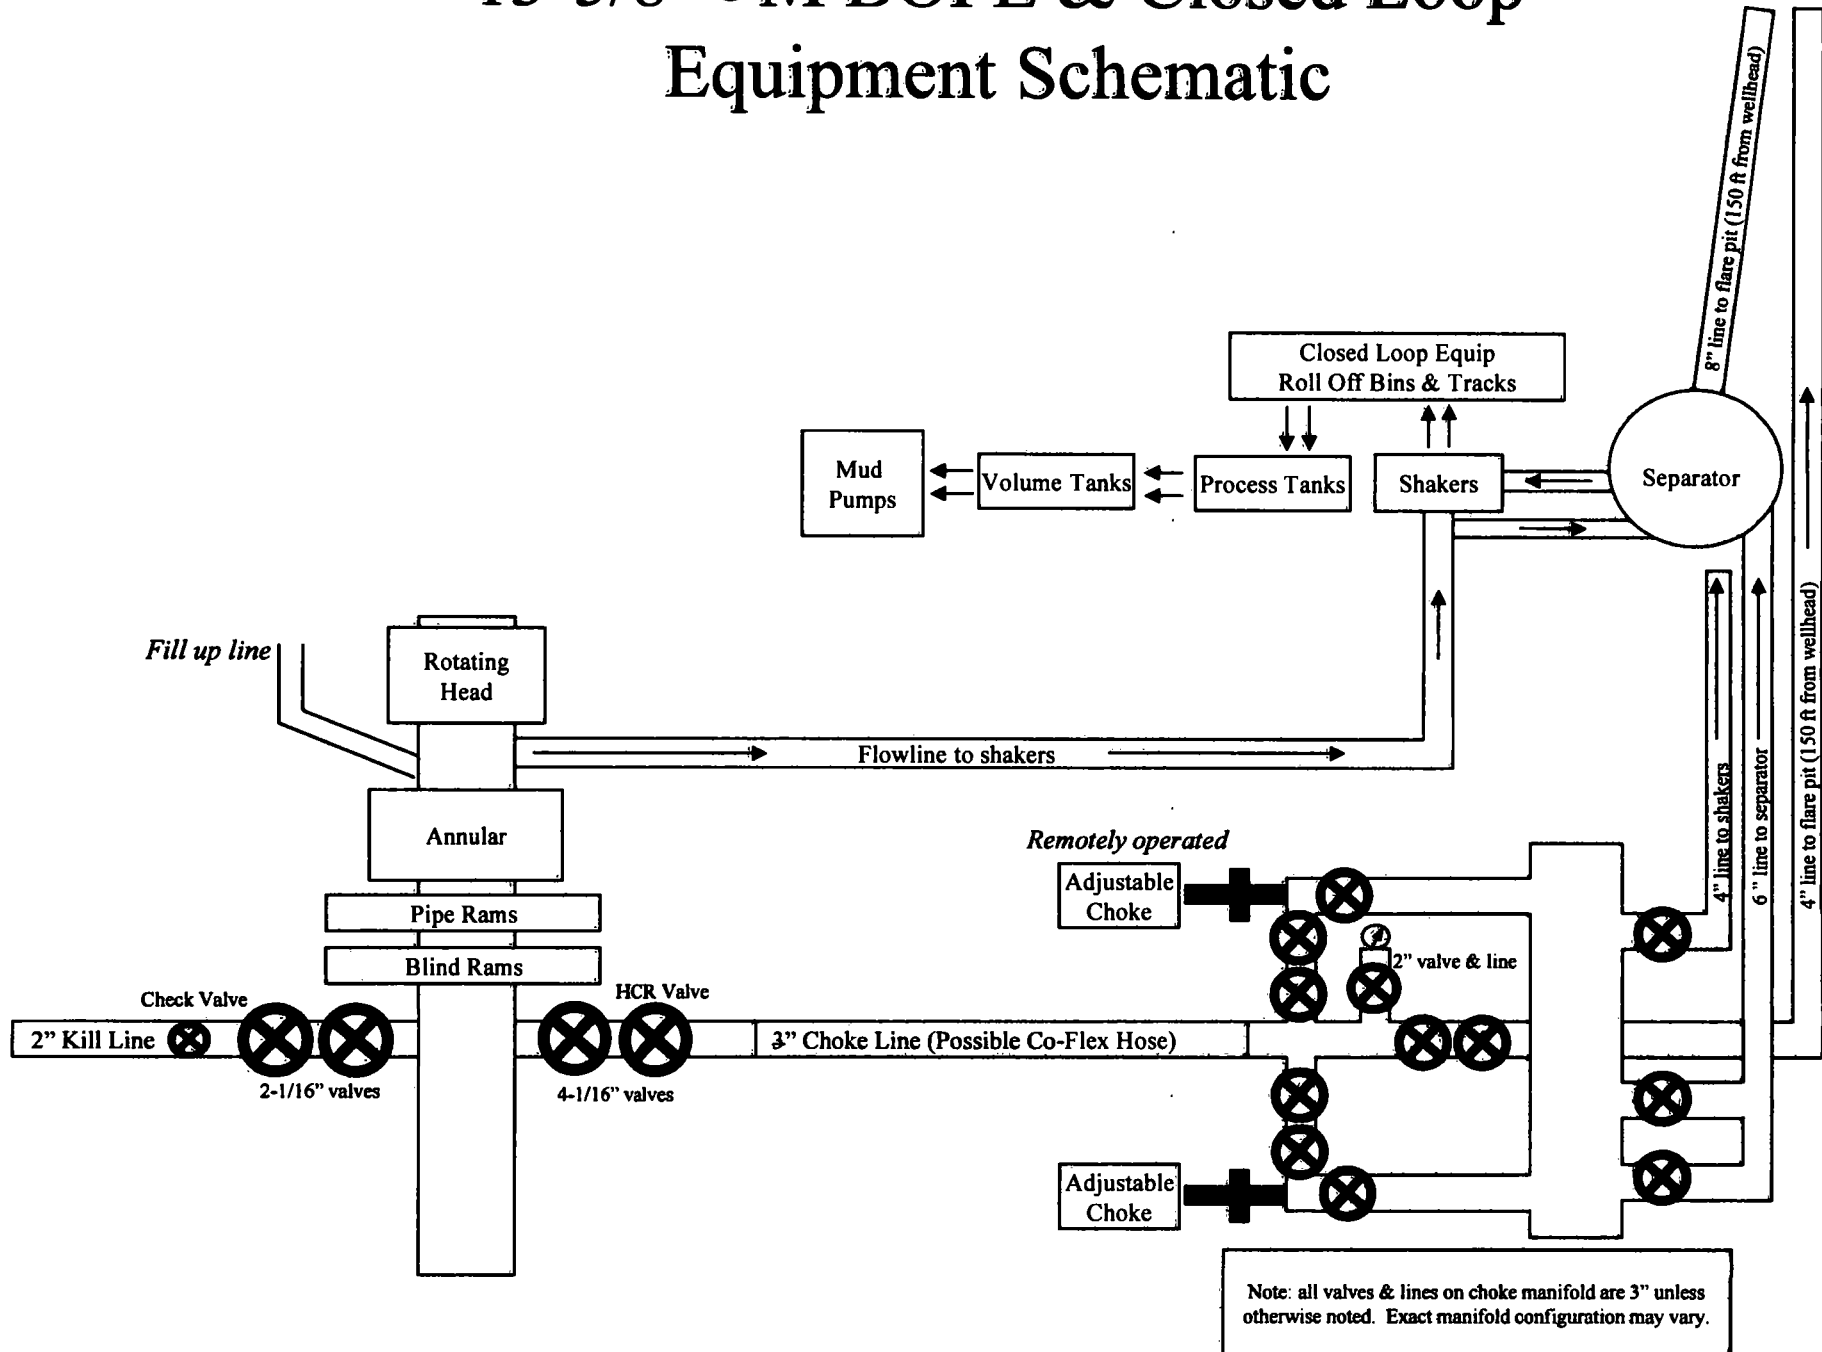 M BOPE & Closed Loop
Equipment Schematic
8” line to flare pit (150 ft from wellhead)
Closed Loop Equip
Roll Off Bins & Tracks
Mud
Pumps
Volume Tanks
Process Tanks
Shakers
Separator
Fill up line
Rotating
Head
Flowline to shakers
4” line to shakers
6” line to separator
4” line to flare pit (150 ft from wellhead)
Annular
Remotely operated
Adjustable
Choke
Pipe Rams
Blind Rams
2” valve & line
Check Valve
HCR Valve
2” Kill Line
3” Choke Line (Possible Co-Flex Hose)
2-1/16” valves
4-1/16” valves
Adjustable
Choke
Note: all valves & lines on choke manifold are 3” unless
otherwise noted. Exact manifold configuration may vary.